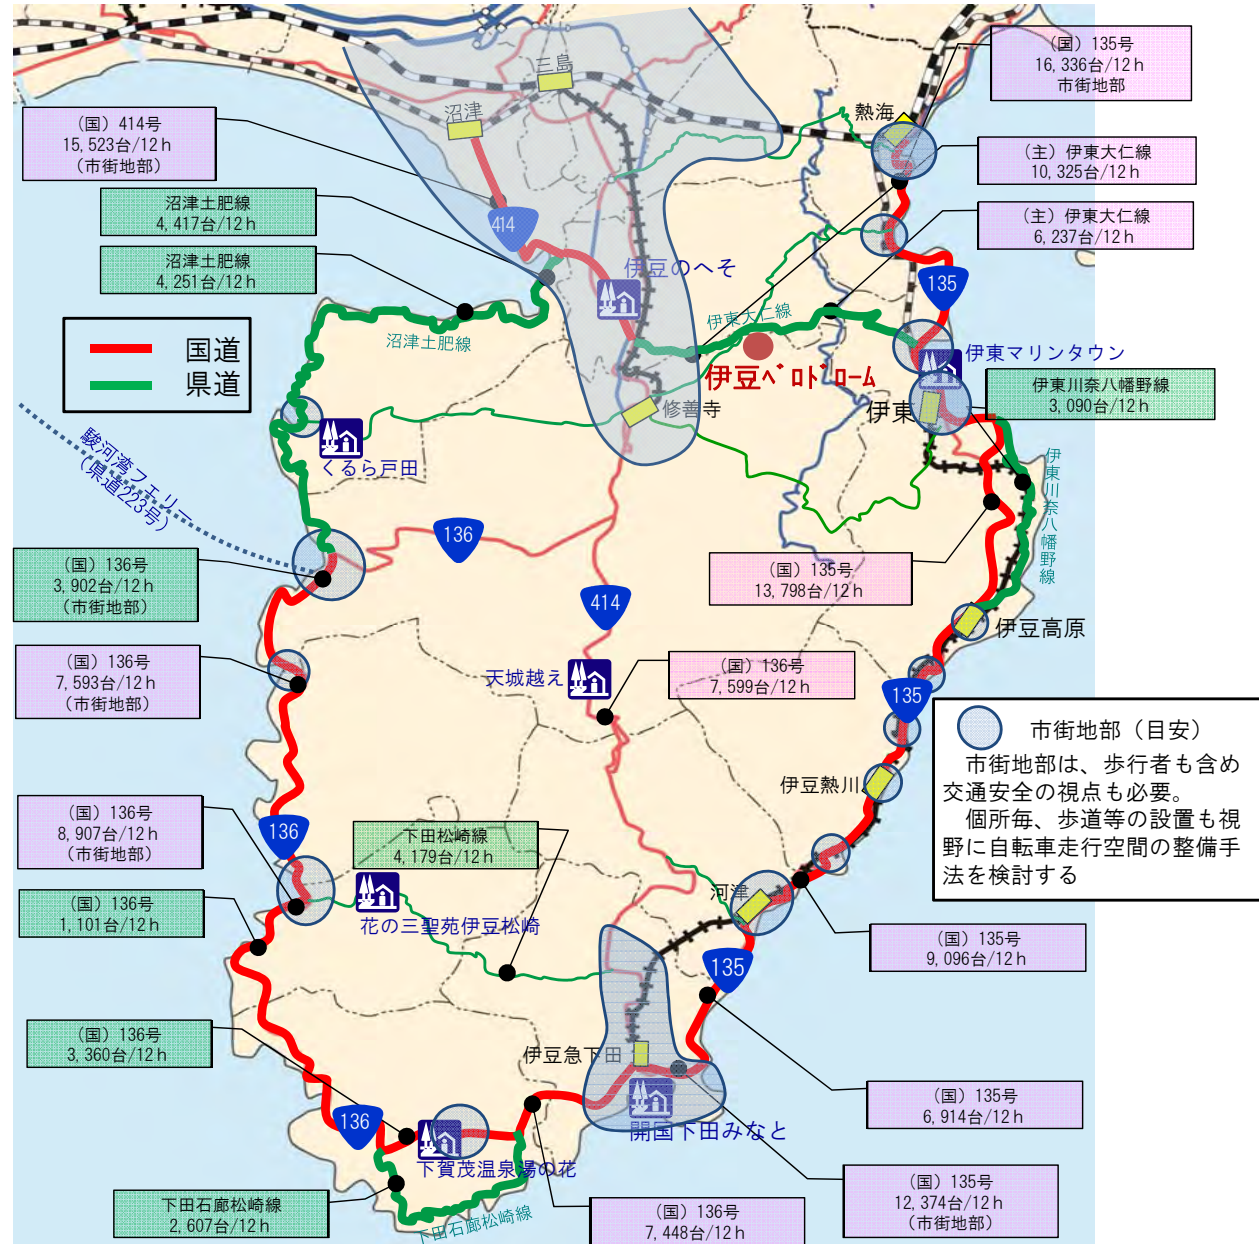 （国）135号
16,336台/12ｈ
市街地部
三島
沼津
熱海
（国）414号
15,523台/12ｈ
（市街地部）
（主）伊東大仁線
10,325台/12ｈ
沼津土肥線
4,417台/12ｈ
（主）伊東大仁線
6,237台/12ｈ
414
沼津土肥線
4,251台/12ｈ
伊豆のへそ
135
伊東大仁線
沼津土肥線
国道
県道
伊東マリンタウン
伊豆ベロドローム
伊東川奈八幡野線
3,090台/12ｈ
修善寺
伊東
くるら戸田
駿河湾フェリー
（県道223号）
伊東川奈八幡野線
136
（国）136号
3,902台/12ｈ
（市街地部）
（国）135号
13,798台/12ｈ
414
伊豆高原
（国）136号
7,593台/12ｈ
（市街地部）
天城越え
（国）136号
7,599台/12ｈ
135
市街地部（目安）
市街地部は、歩行者も含め
交通安全の視点も必要。
個所毎、歩道等の設置も視
野に自転車走行空間の整備手
法を検討する
伊豆熱川
（国）136号
8,907台/12ｈ
（市街地部）
136
下田松崎線
4,179台/12ｈ
（国）136号
1,101台/12ｈ
花の三聖苑伊豆松崎
河津
（国）135号
9,096台/12ｈ
135
（国）136号
3,360台/12ｈ
伊豆急下田
（国）135号
6,914台/12ｈ
136
開国下田みなと
下賀茂温泉湯の花
下田石廊松崎線
2,607台/12ｈ
下田石廊松崎線
（国）136号
7,448台/12ｈ
（国）135号
12,374台/12ｈ
（市街地部）